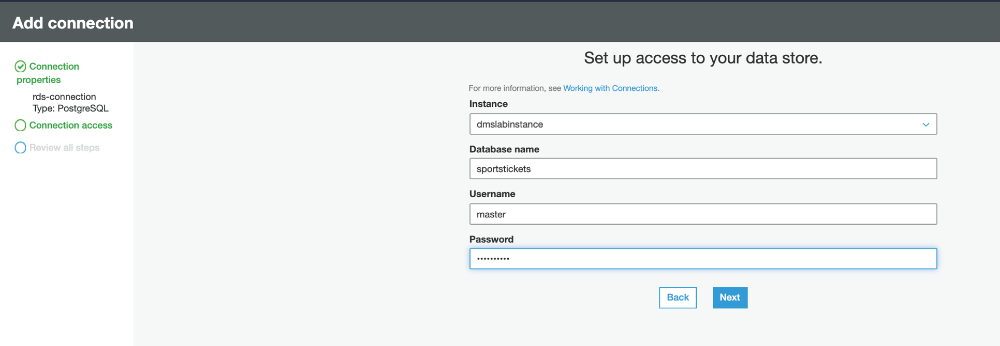 Add connection
Connection
properties
rds-connection
Type: PostgreSQL
Connection access
Review all steps
Set up access to your data store.
For more information, see Working with Connections.
Instance
dmslabinstance
Database name
sportstickets
Username
master
Password
••••••••••
Back
Next